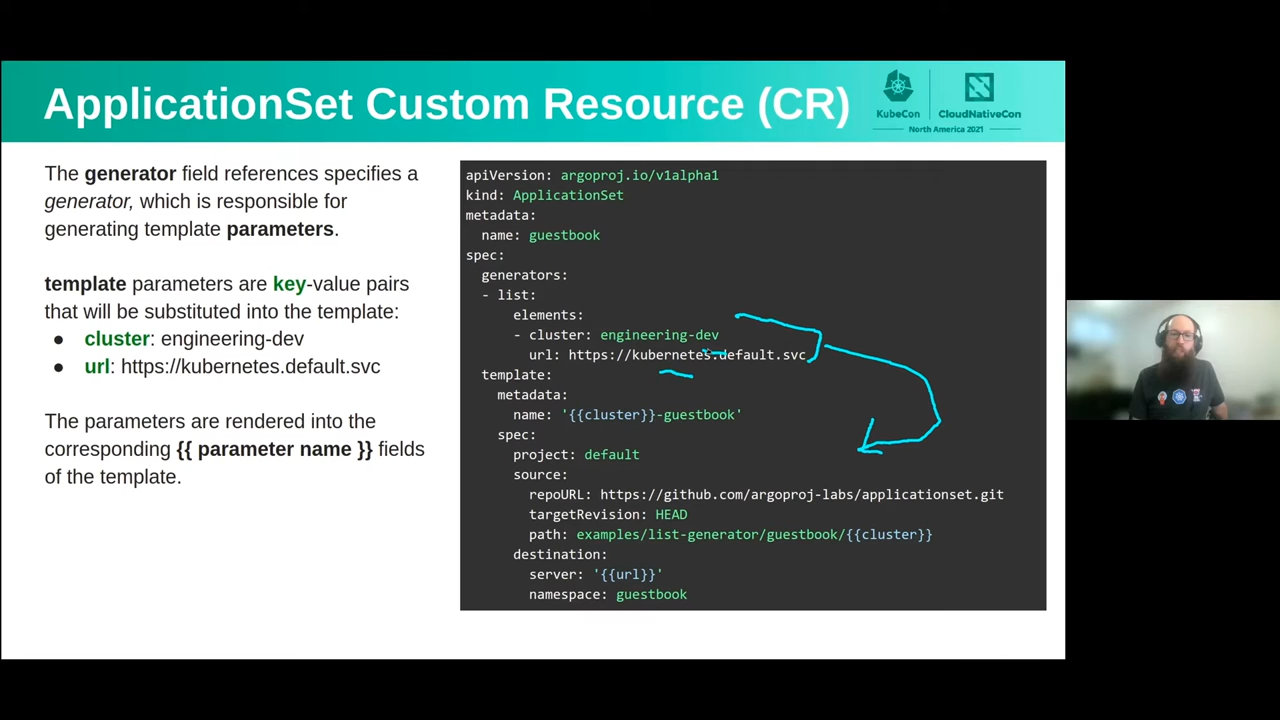 ApplicationSet Custom Resource (CR)
KubeCon
CloudNativeCon
North America 2021
The generator field references specifies a
generator, which is responsible for
generating template parameters.
template parameters are key-value pairs
that will be substituted into the template:
● cluster: engineering-dev
● url: https://kubernetes.default.svc
The parameters are rendered into the
corresponding {{ parameter name }} fields
of the template.
apiVersion: argoproj.io/v1alpha1
kind: ApplicationSet
metadata:
name: guestbook
spec:
generators:
- list:
elements:
- cluster: engineering-dev
url: https://kubernetes.default.svc
template:
metadata:
name: '{{cluster}}-guestbook'
spec:
project: default
source:
repoURL: https://github.com/argoproj-labs/applicationset.git
targetRevision: HEAD
path: examples/list-generator/guestbook/{{cluster}}
destination:
server: '{{url}}'
namespace: guestbook